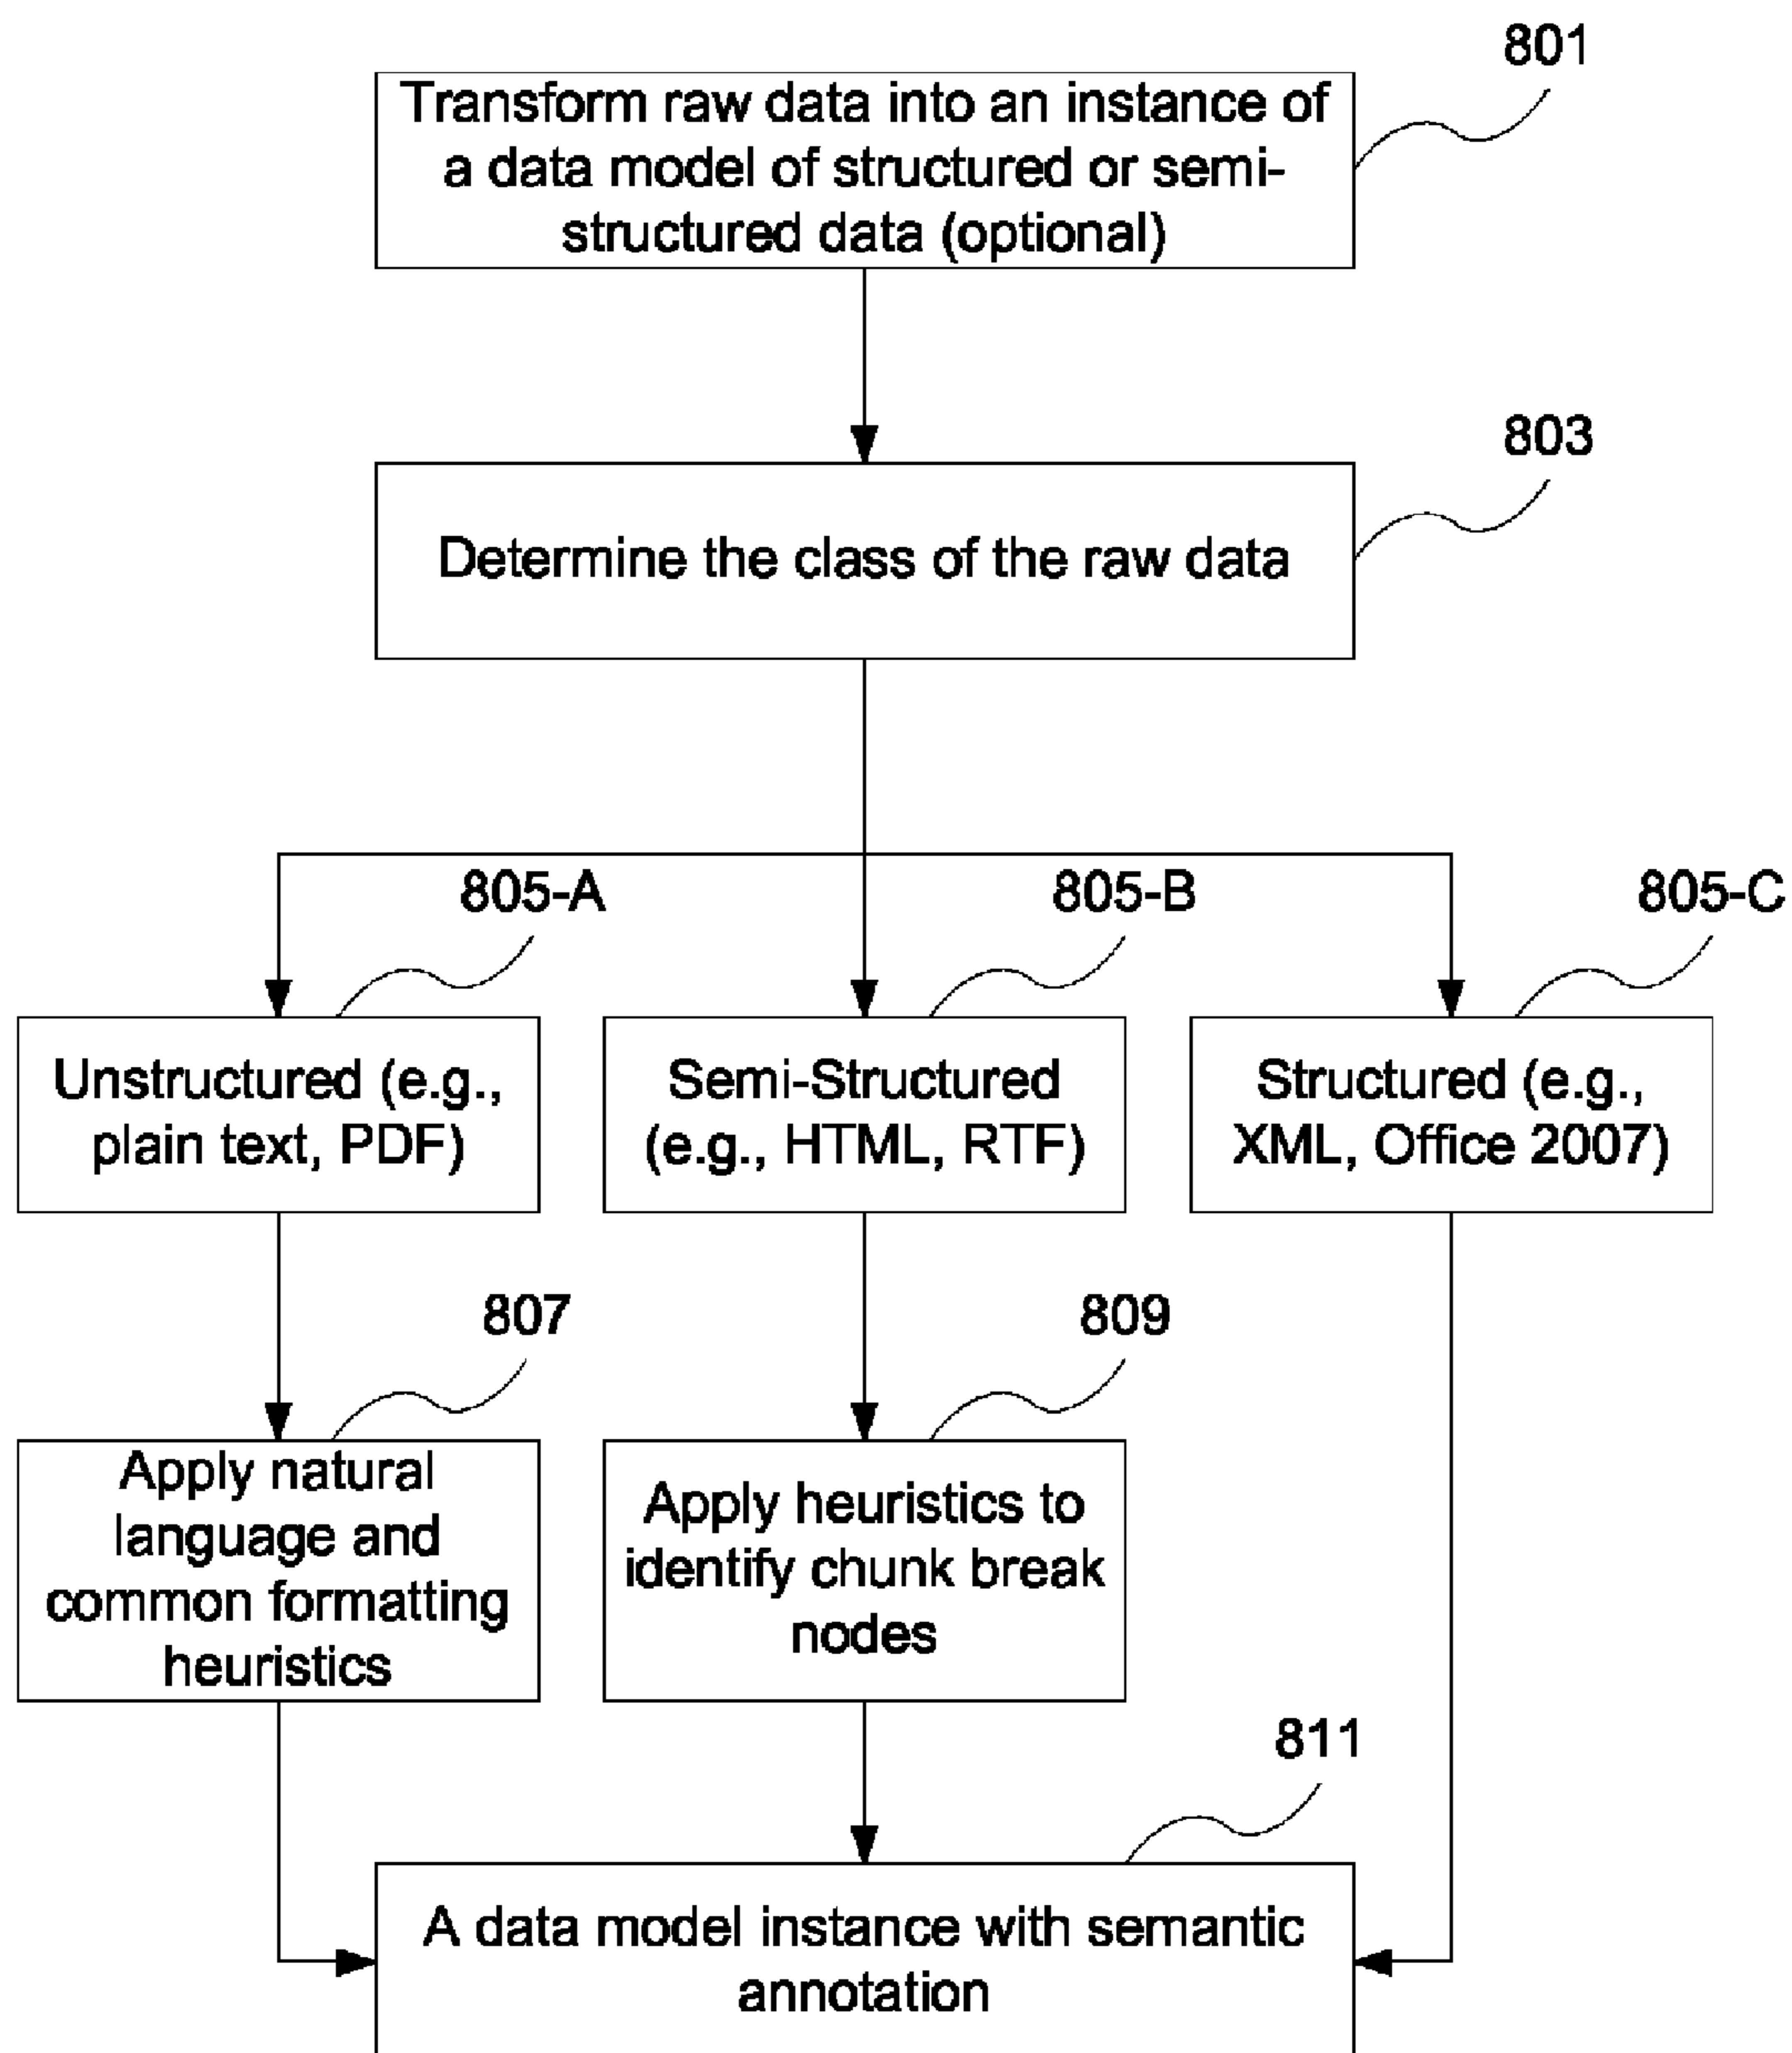 801
Transform raw data into an instance of
a data model of structured or semi-
structured data (optional)
803
Determine the class of the raw data
805-A
805-B
805-C
Unstructured (e.g.,
plain text, PDF)
Semi-Structured
(e.g., HTML, RTF)
Structured (e.g.,
XML, Office 2007)
807
809
Apply natural
language and
common formatting
heuristics
Apply heuristics to
identify chunk break
nodes
811
A data model instance with semantic
annotation